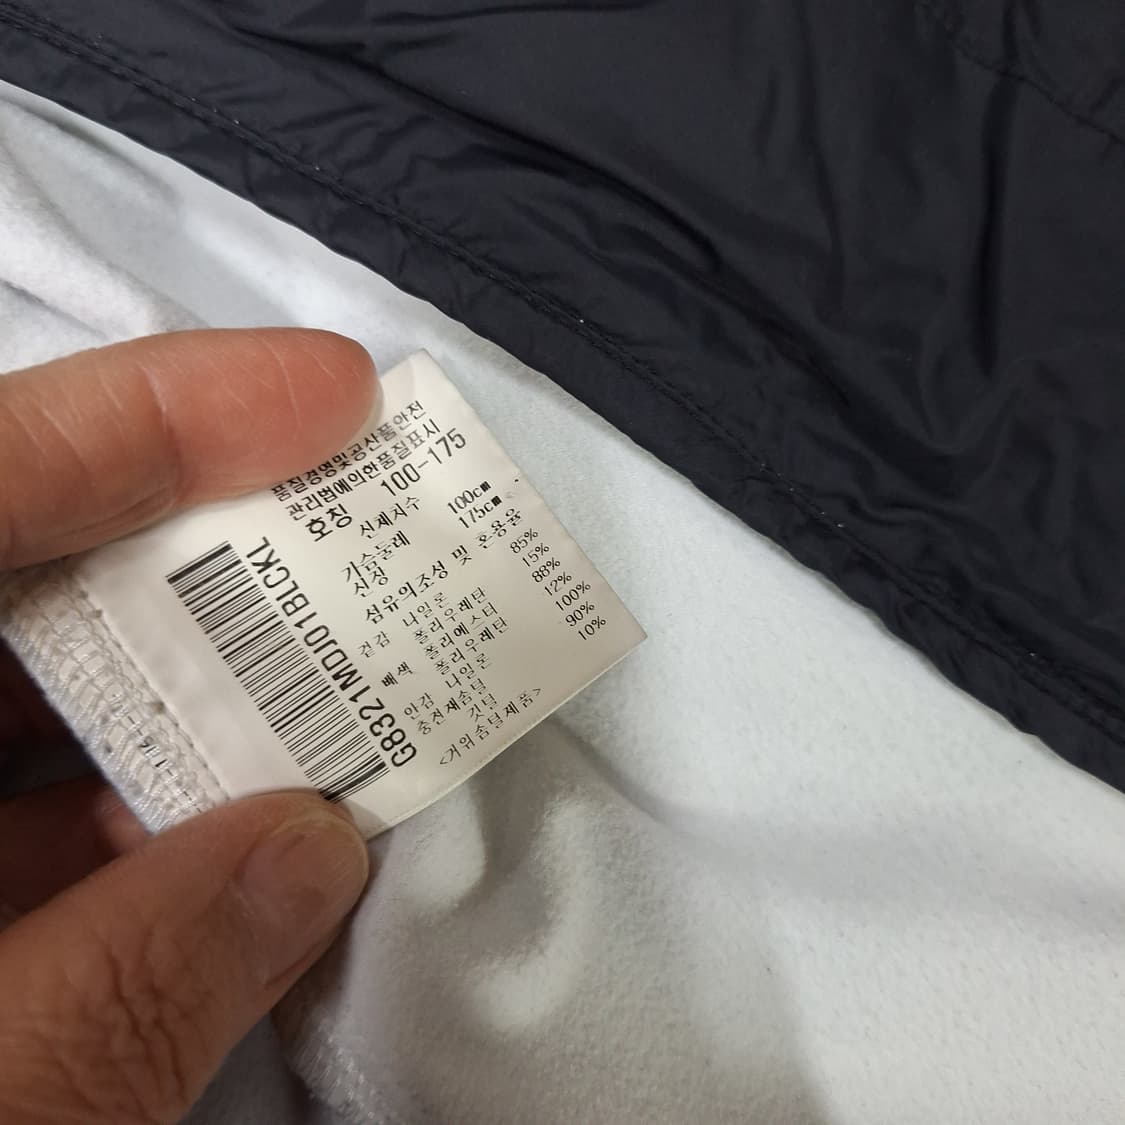 품질경영및공산품안전
관리법에의한품질표시
호칭 100-175
신체치수
가슴둘레 100cm
신장 175cm
섬유의조성 및 혼용율
겉감 나일론 85%
폴리우레탄 15%
배색 폴리에스터 88%
폴리우레탄 12%
안감 나일론 100%
충전재솜털 90%
깃털 10%
<거위솜털제품>
G8321MDJ01BLCKL